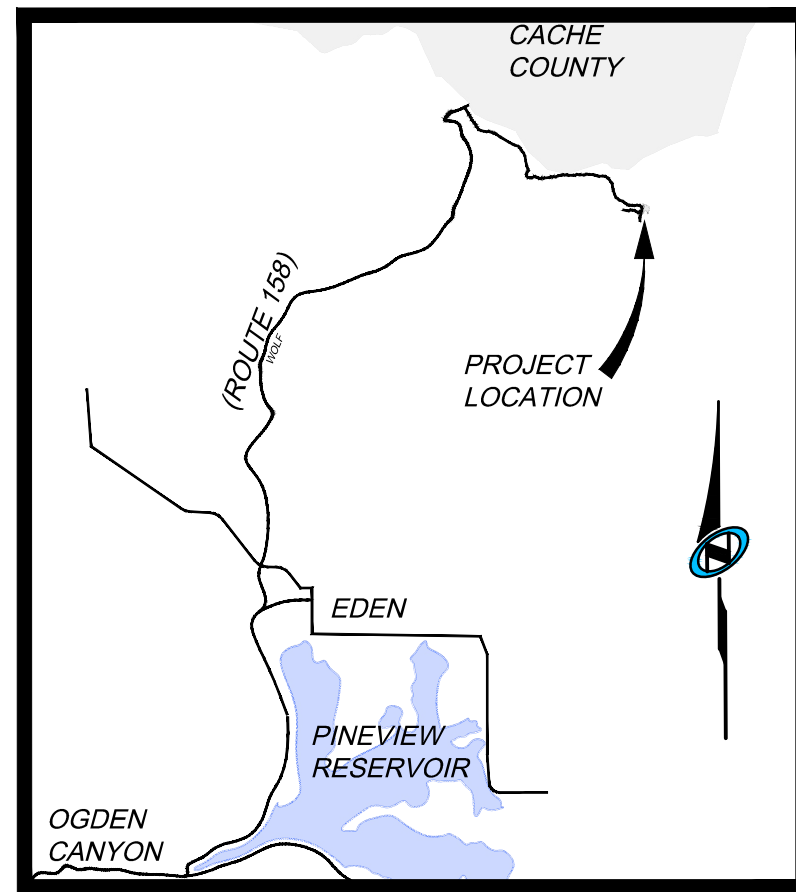 CACHE
COUNTY
(ROUTE 158)
WOLF
PROJECT
LOCATION
N
EDEN
PINEVIEW
RESERVOIR
OGDEN
CANYON